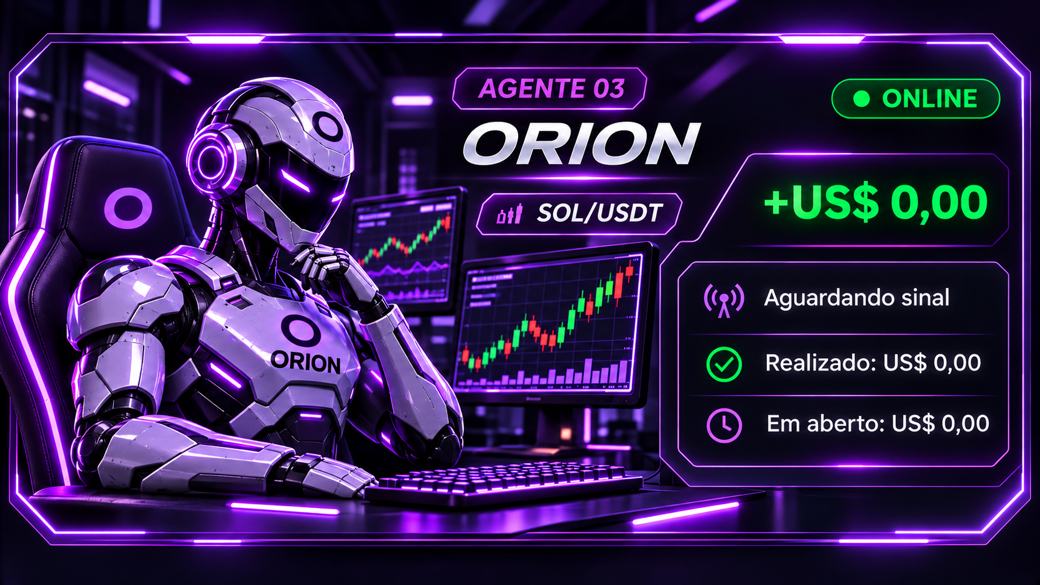 AGENTE 03
ORION
SOL/USDT
ONLINE
+US$ 0,00
Aguardando sinal
Realizado: US$ 0,00
Em aberto: US$ 0,00
ORION